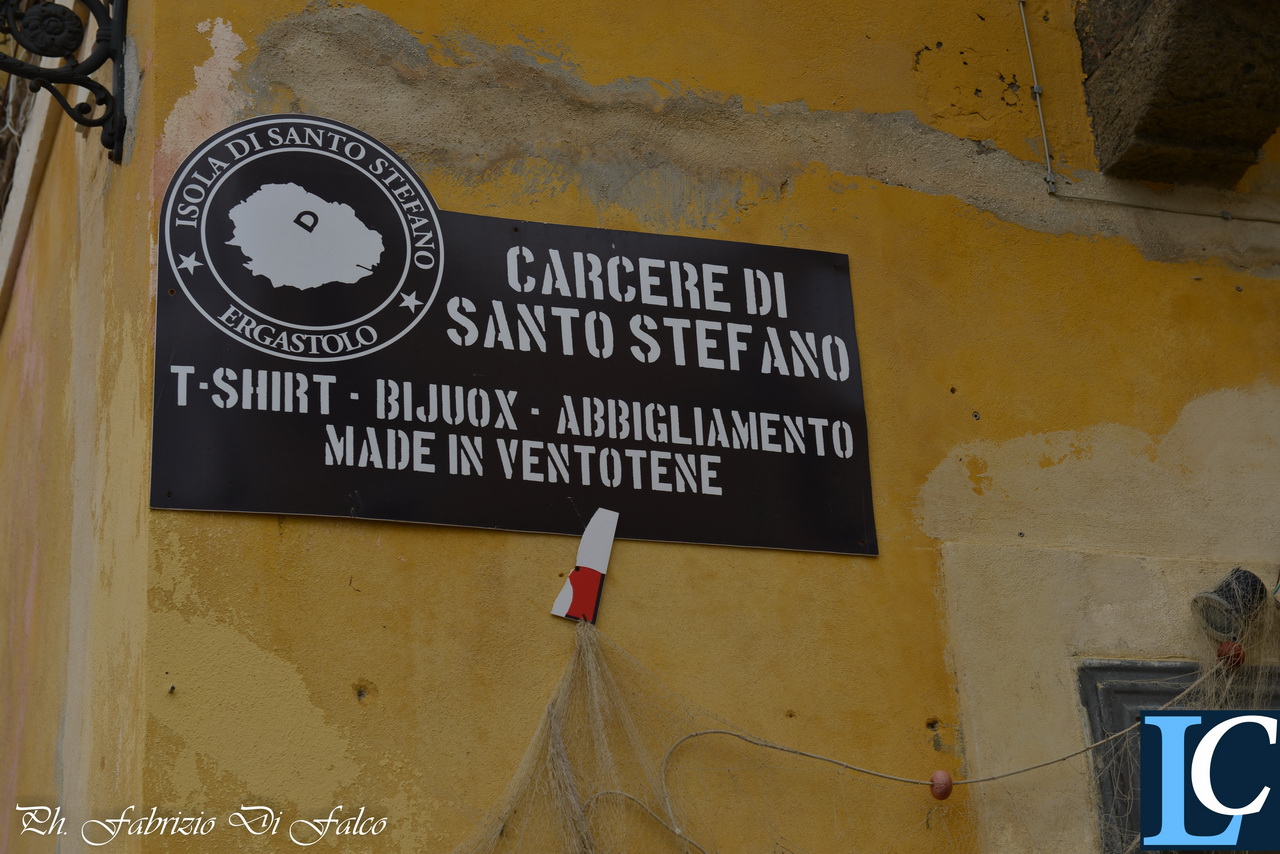 ISOLA DI SANTO STEFANO
D
ERGASTOLO
CARCERE DI
SANTO STEFANO
T-SHIRT - BIJUOX - ABBIGLIAMENTO
MADE IN VENTOTENE
Ph. Fabrizio Di Falco
LC